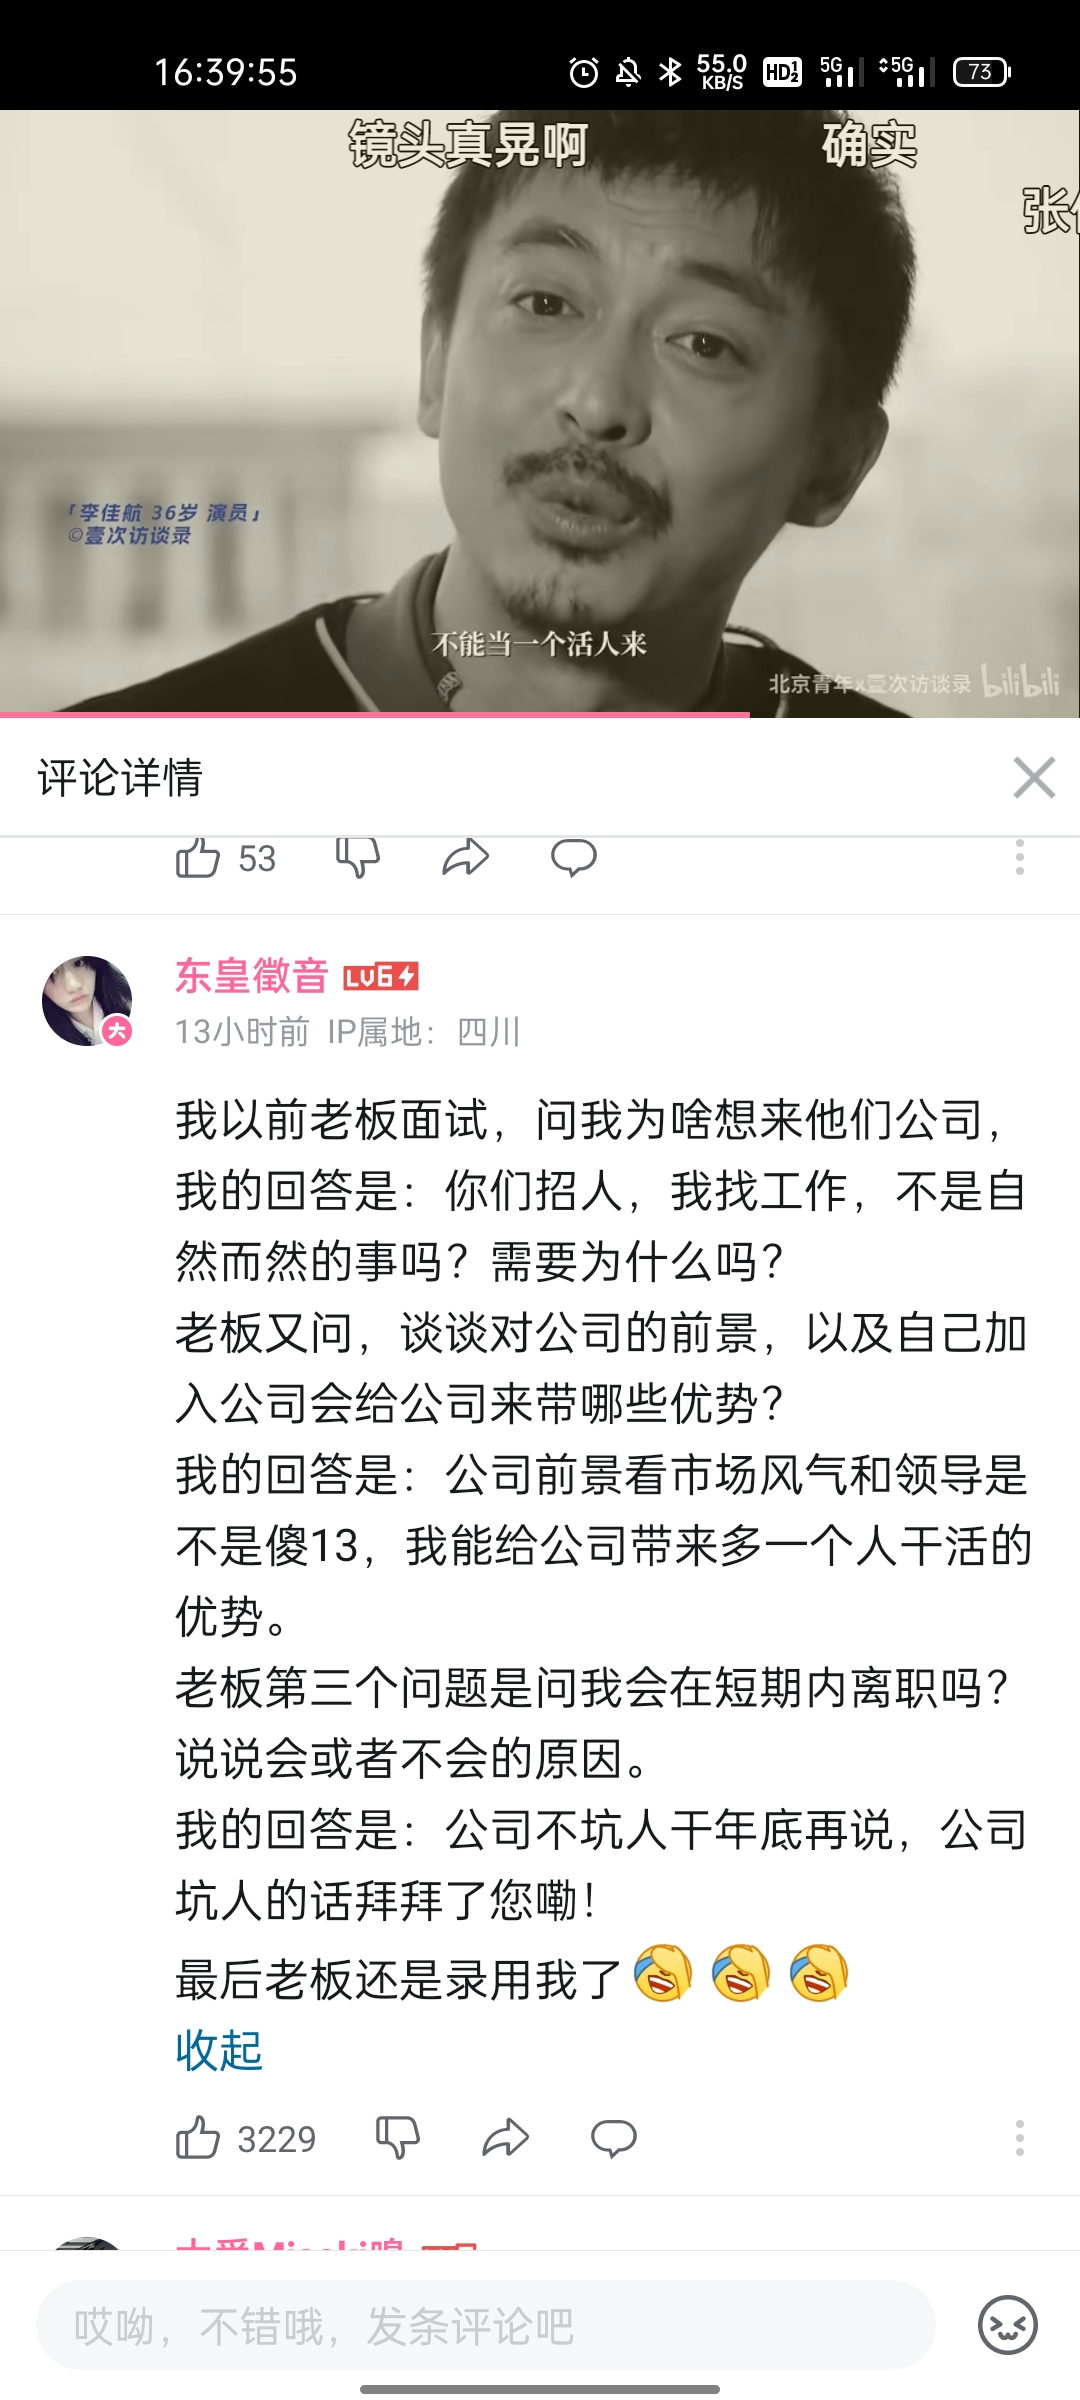 16:39:55
55.0
KB/S
HD 1 2
5G
5G
73
镜头真晃啊
确实
张
「李佳航 36岁 演员」
©壹次访谈录
不能当一个活人来
北京青年x壹次访谈录 bilibili
评论详情
53
东皇徵音 LV6
大
13小时前 IP属地：四川
我以前老板面试，问我为啥想来他们公司，
我的回答是：你们招人，我找工作，不是自
然而然的事吗？需要为什么吗？
老板又问，谈谈对公司的前景，以及自己加
入公司会给公司来带哪些优势？
我的回答是：公司前景看市场风气和领导是
不是傻13，我能给公司带来多一个人干活的
优势。
老板第三个问题是问我会在短期内离职吗？
说说会或者不会的原因。
我的回答是：公司不坑人干年底再说，公司
坑人的话拜拜了您嘞！
最后老板还是录用我了
收起
3229
哎呦，不错哦，发条评论吧